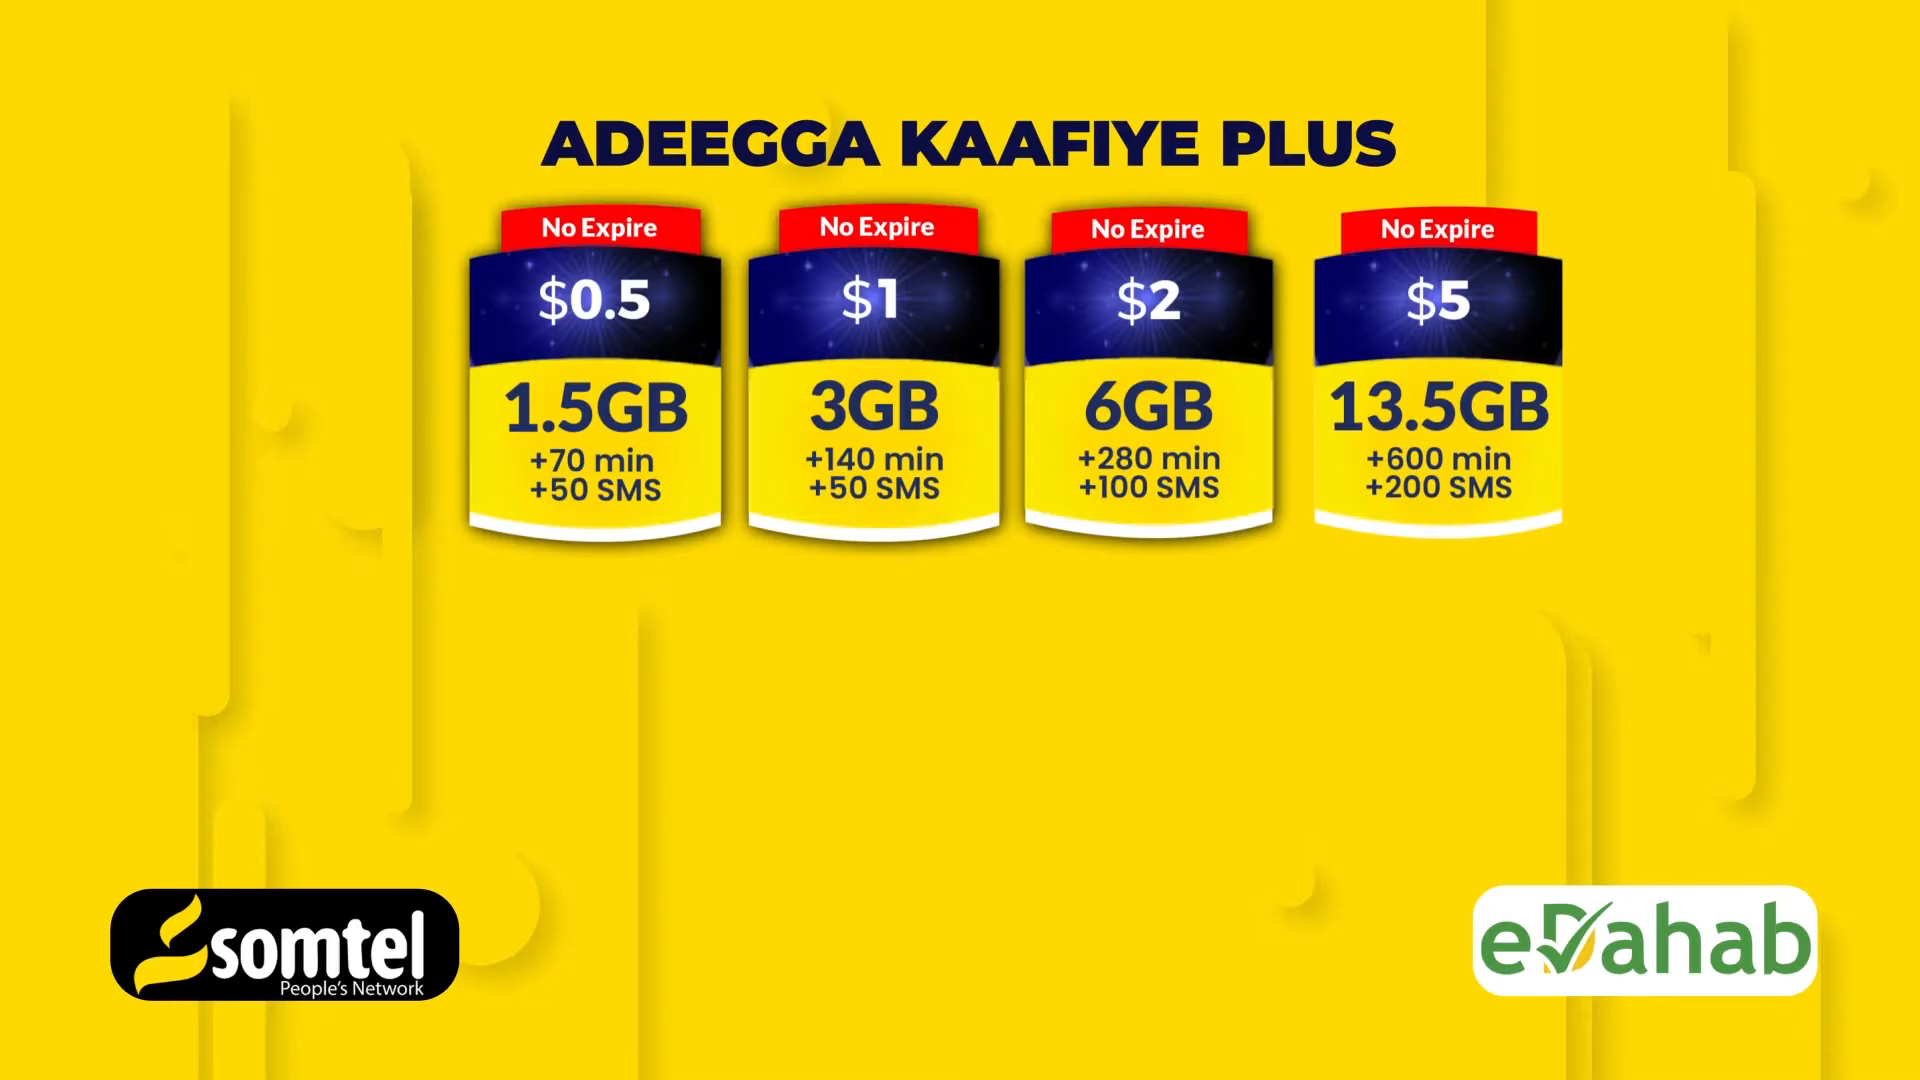 ADEEGGA KAAFIYE PLUS
No Expire
$0.5
1.5GB
+70 min
+50 SMS
No Expire
$1
3GB
+140 min
+50 SMS
No Expire
$2
6GB
+280 min
+100 SMS
No Expire
$5
13.5GB
+600 min
+200 SMS
somtel
People's Network
eDahab